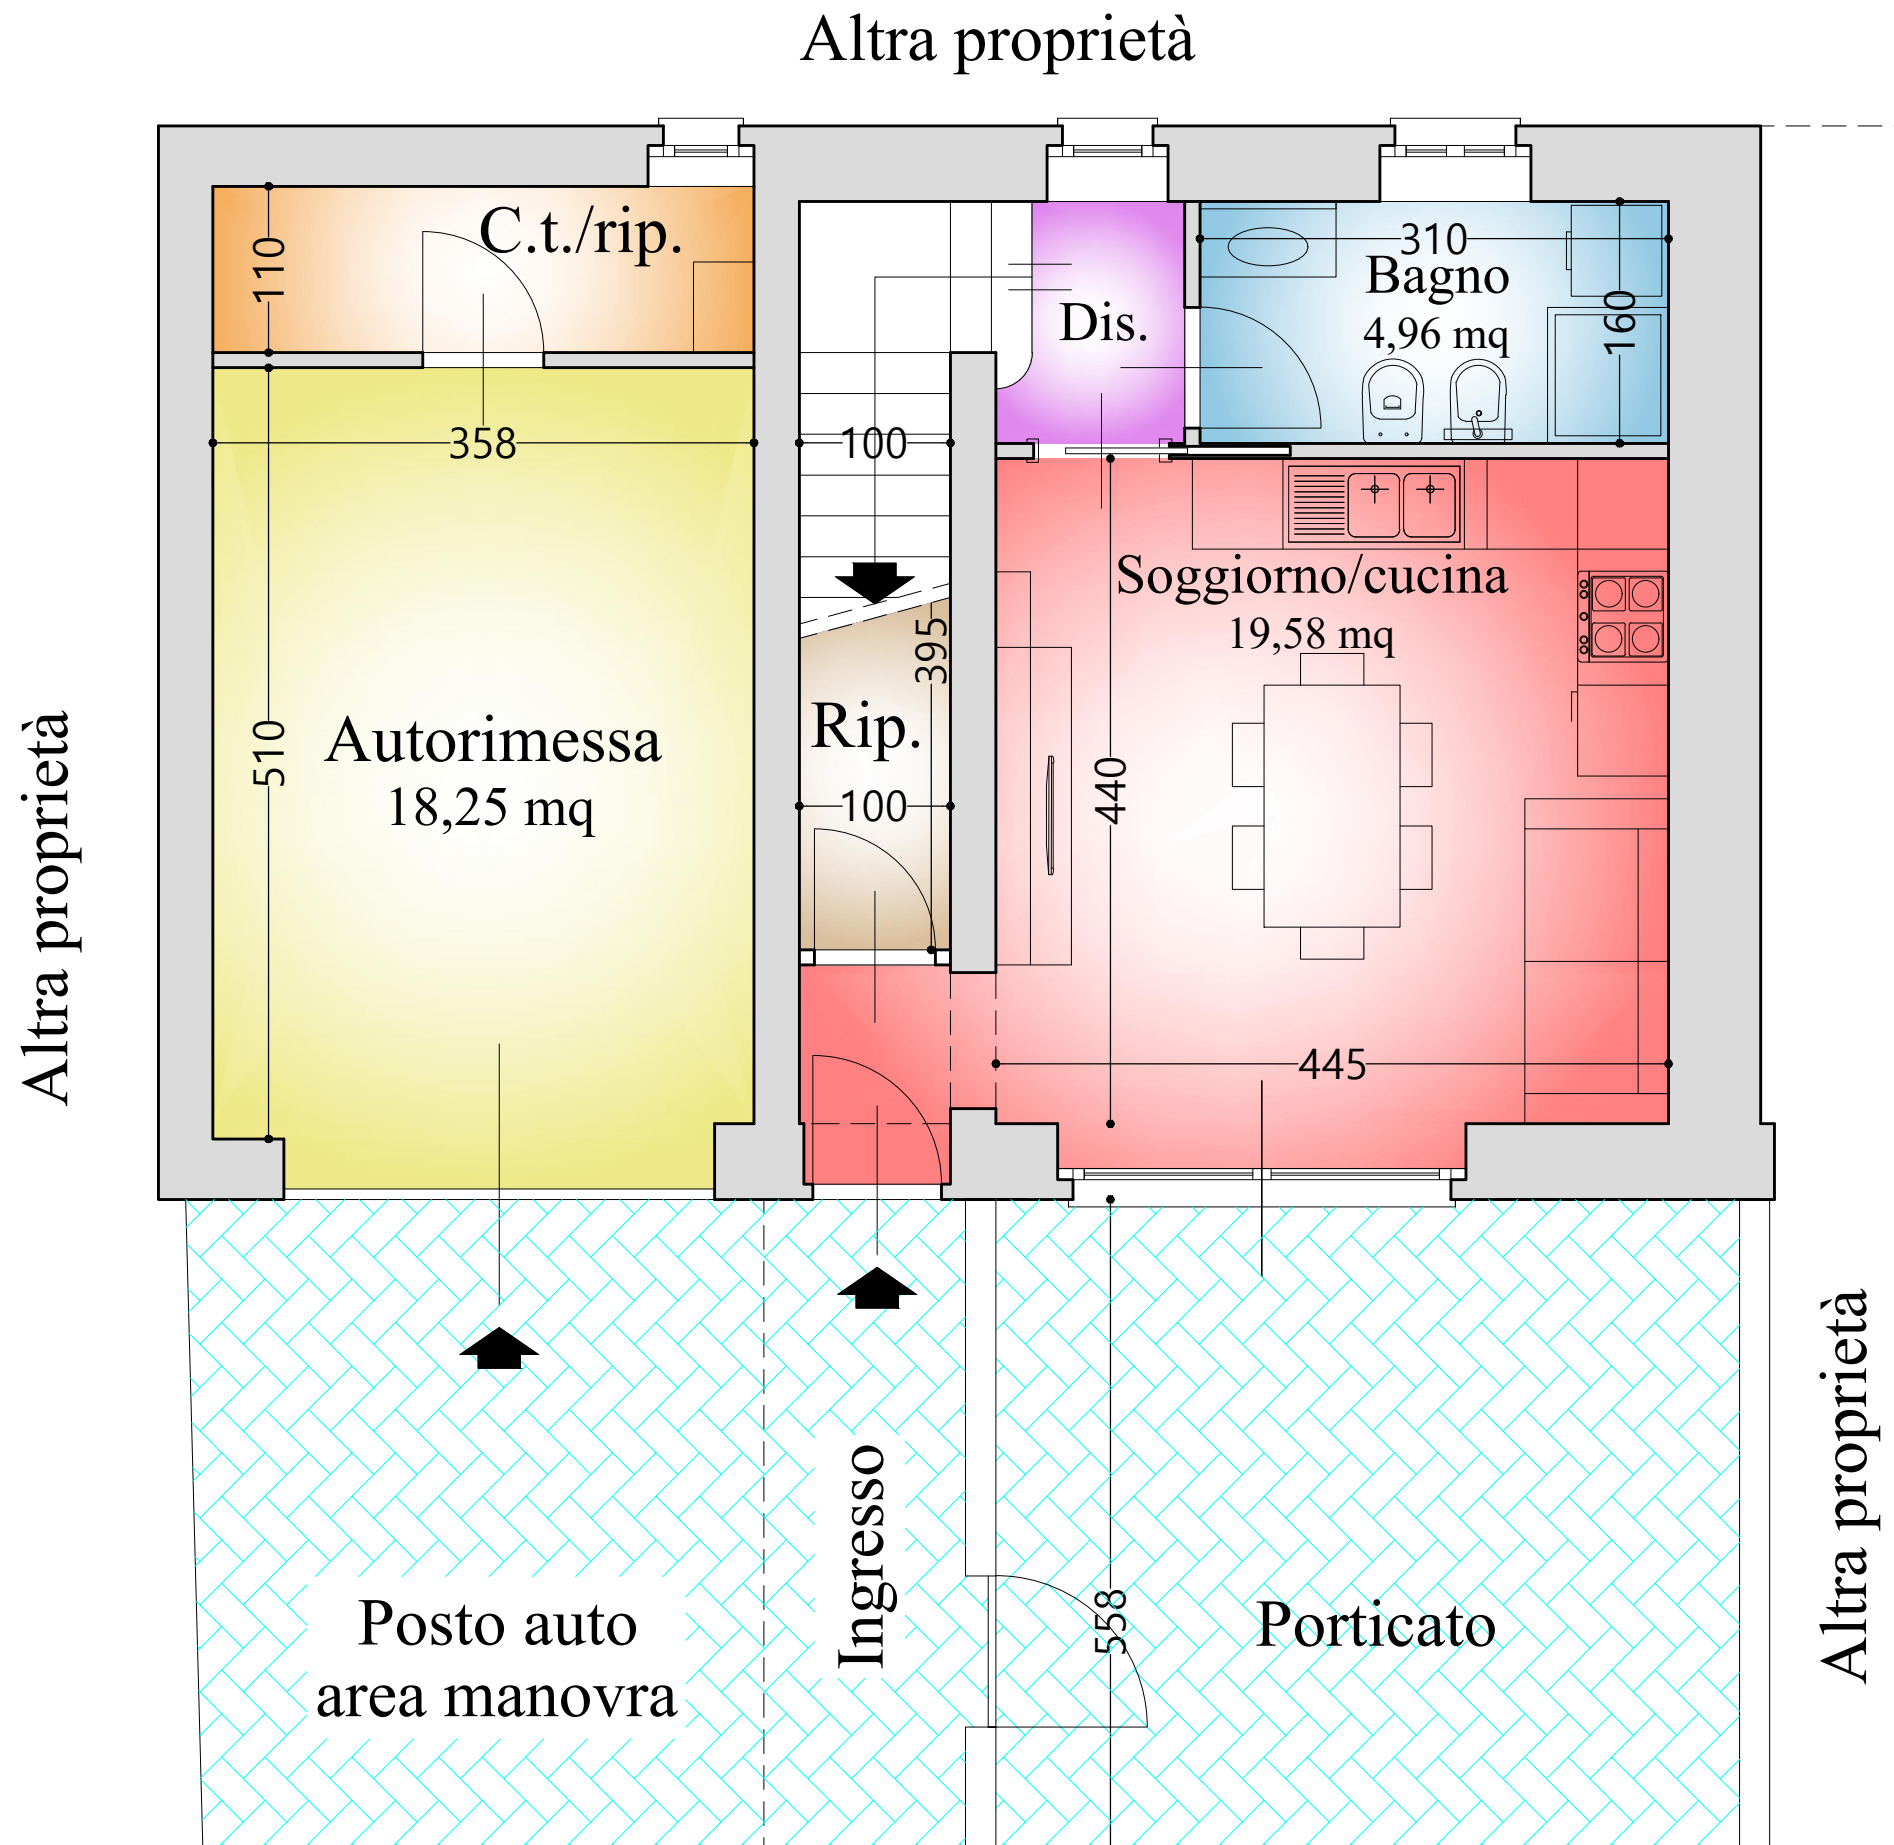 Altra proprietà
C.t./rip.
110
310
Bagno
4,96 mq
160
Dis.
358
100
Soggiorno/cucina
19,58 mq
395
Rip.
100
440
Autorimessa
18,25 mq
510
Altra proprietà
445
Ingresso
558
Posto auto
area manovra
Porticato
Altra proprietà